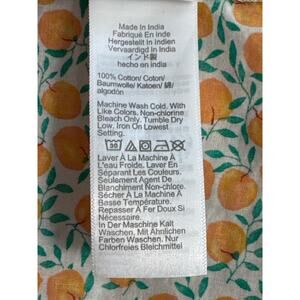 Made In India
Fabriqué En Inde
Hergestellt In Indien
Vervaardigd In India
インド製
hecho en india
100% Cotton/ Coton/
Baumwolle/ Katoen/ 綿/
algodón
Machine Wash Cold. With
Like Colors. Non-chlorine
Bleach Only. Tumble Dry
Low. Iron On Lowest
Setting.
Laver À La Machine À
L'eau Froide. Laver En
Séparant Les Couleurs.
Seulement Agent De
Blanchiment Non-chlore.
Sécher À La Machine À
Basse Température.
Repasser À Fer Doux Si
Nécessaire.
In Der Maschine Kalt
Waschen. Mit Ähnlichen
Farben Waschen. Nur
Chlorfreies Bleichmittel